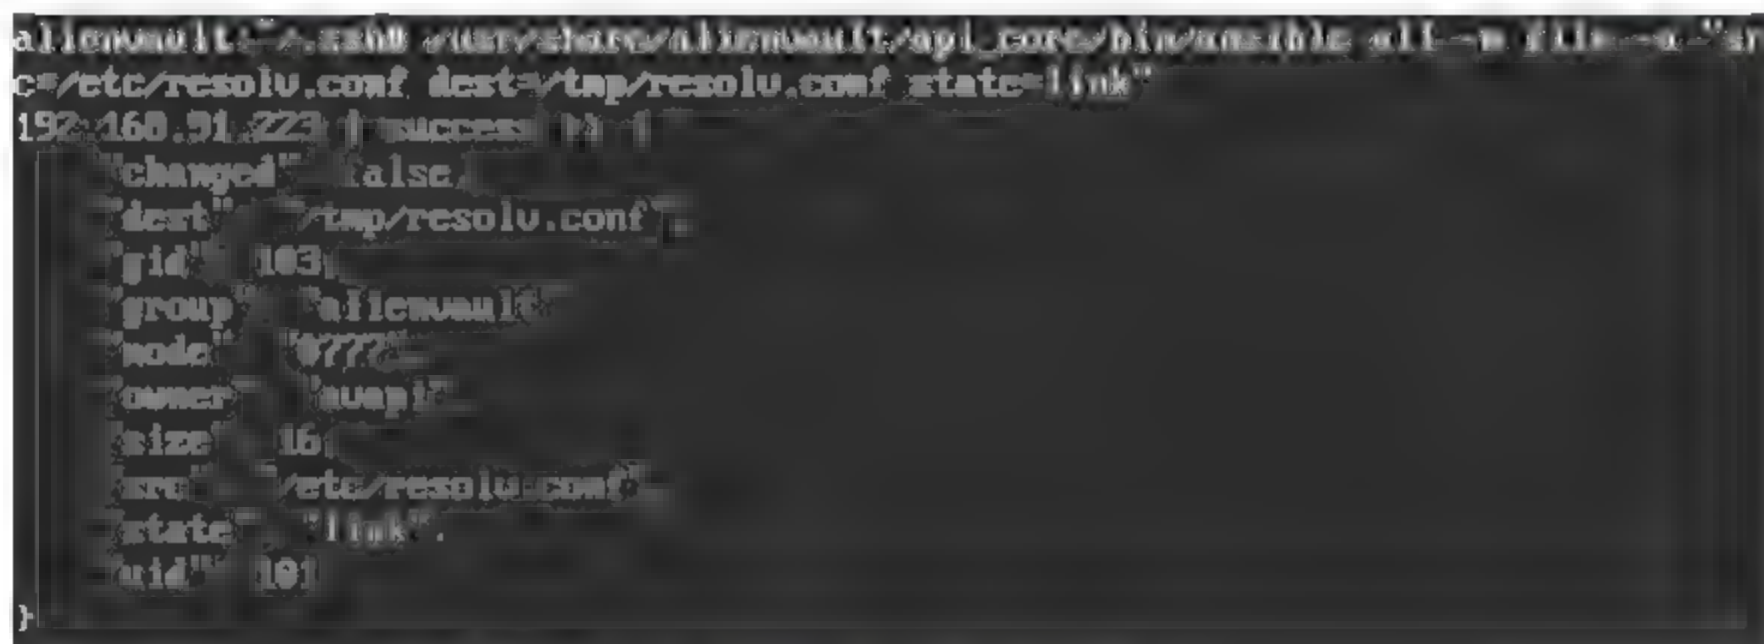 alienvault:~/.ssh# /usr/share/alienvault/api_core/bin/ansible all -m file -a "sr
c=/etc/resolv.conf dest=/tmp/resolv.conf state=link"
192.168.91.223 | success >> {
"changed": false,
"dest": "/tmp/resolv.conf",
"gid": 103,
"group": "alienvault",
"mode": "0777",
"owner": "avapi",
"size": 16,
"src": "/etc/resolv.conf",
"state": "link",
"uid": 101
}